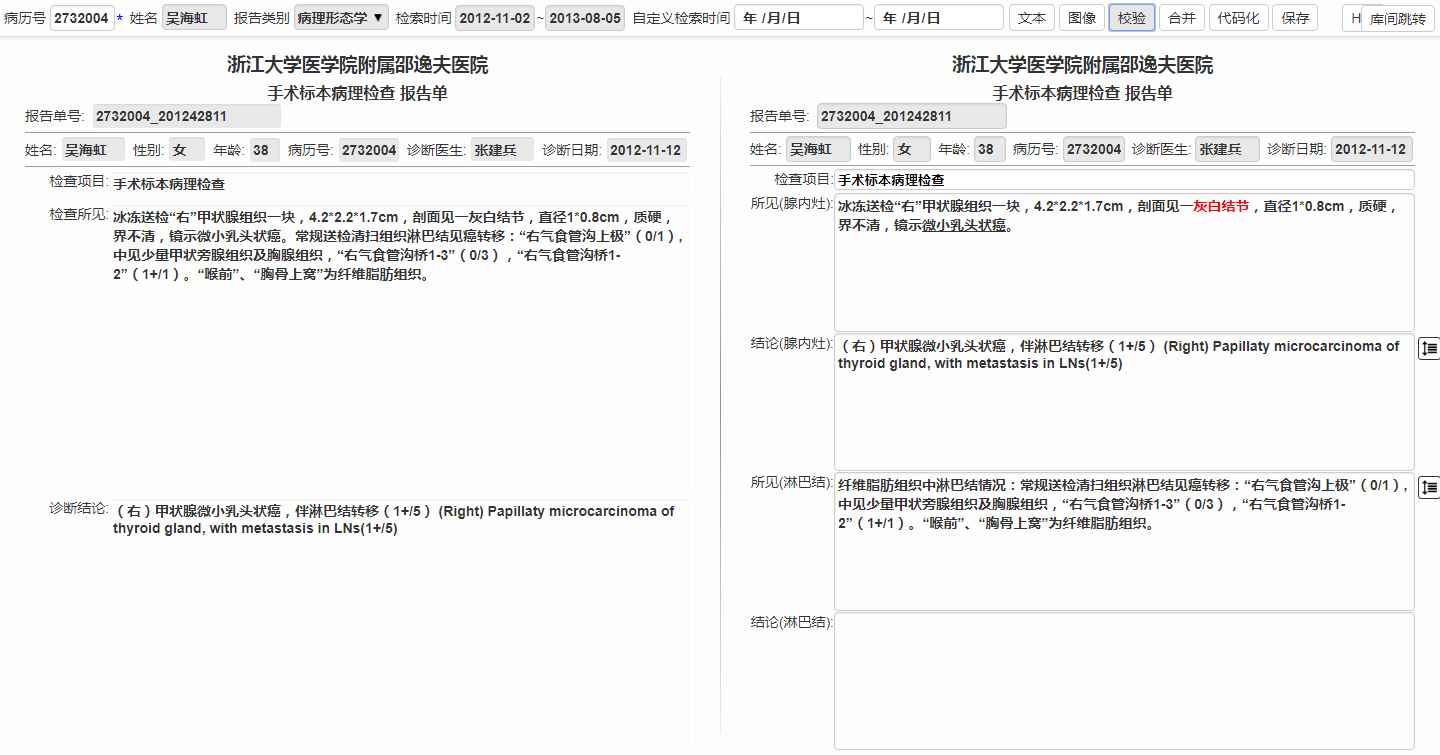 病历号 2732004 * 姓名 吴海虹 报告类别 病理形态学 ▼ 检索时间 2012-11-02 ~ 2013-08-05 自定义检索时间 年 /月/日 ~ 年 /月/日 文本 图像 校验 合并 代码化 保存 H 库间跳转
浙江大学医学院附属邵逸夫医院
手术标本病理检查 报告单
报告单号: 2732004_201242811
姓名: 吴海虹 性别: 女 年龄: 38 病历号: 2732004 诊断医生: 张建兵 诊断日期: 2012-11-12
检查项目: 手术标本病理检查
检查所见: 冰冻送检“右”甲状腺组织一块，4.2*2.2*1.7cm，剖面见一灰白结节，直径1*0.8cm，质硬，
界不清，镜示微小乳头状癌。常规送检清扫组织淋巴结见癌转移：“右气食管沟上极”（0/1），
中见少量甲状旁腺组织及胸腺组织，“右气食管沟桥1-3”（0/3），“右气食管沟桥1-
2”（1+/1）。“喉前”、“胸骨上窝”为纤维脂肪组织。
诊断结论: （右）甲状腺微小乳头状癌，伴淋巴结转移（1+/5） (Right) Papillaty microcarcinoma of
thyroid gland, with metastasis in LNs(1+/5)
浙江大学医学院附属邵逸夫医院
手术标本病理检查 报告单
报告单号: 2732004_201242811
姓名: 吴海虹 性别: 女 年龄: 38 病历号: 2732004 诊断医生: 张建兵 诊断日期: 2012-11-12
检查项目: 手术标本病理检查
所见(腺内灶): 冰冻送检“右”甲状腺组织一块，4.2*2.2*1.7cm，剖面见一灰白结节，直径1*0.8cm，质硬，
界不清，镜示微小乳头状癌。
结论(腺内灶): （右）甲状腺微小乳头状癌，伴淋巴结转移（1+/5） (Right) Papillaty microcarcinoma of
thyroid gland, with metastasis in LNs(1+/5)
所见(淋巴结): 纤维脂肪组织中淋巴结情况：常规送检清扫组织淋巴结见癌转移：“右气食管沟上极”（0/1），
中见少量甲状旁腺组织及胸腺组织，“右气食管沟桥1-3”（0/3），“右气食管沟桥1-
2”（1+/1）。“喉前”、“胸骨上窝”为纤维脂肪组织。
结论(淋巴结):